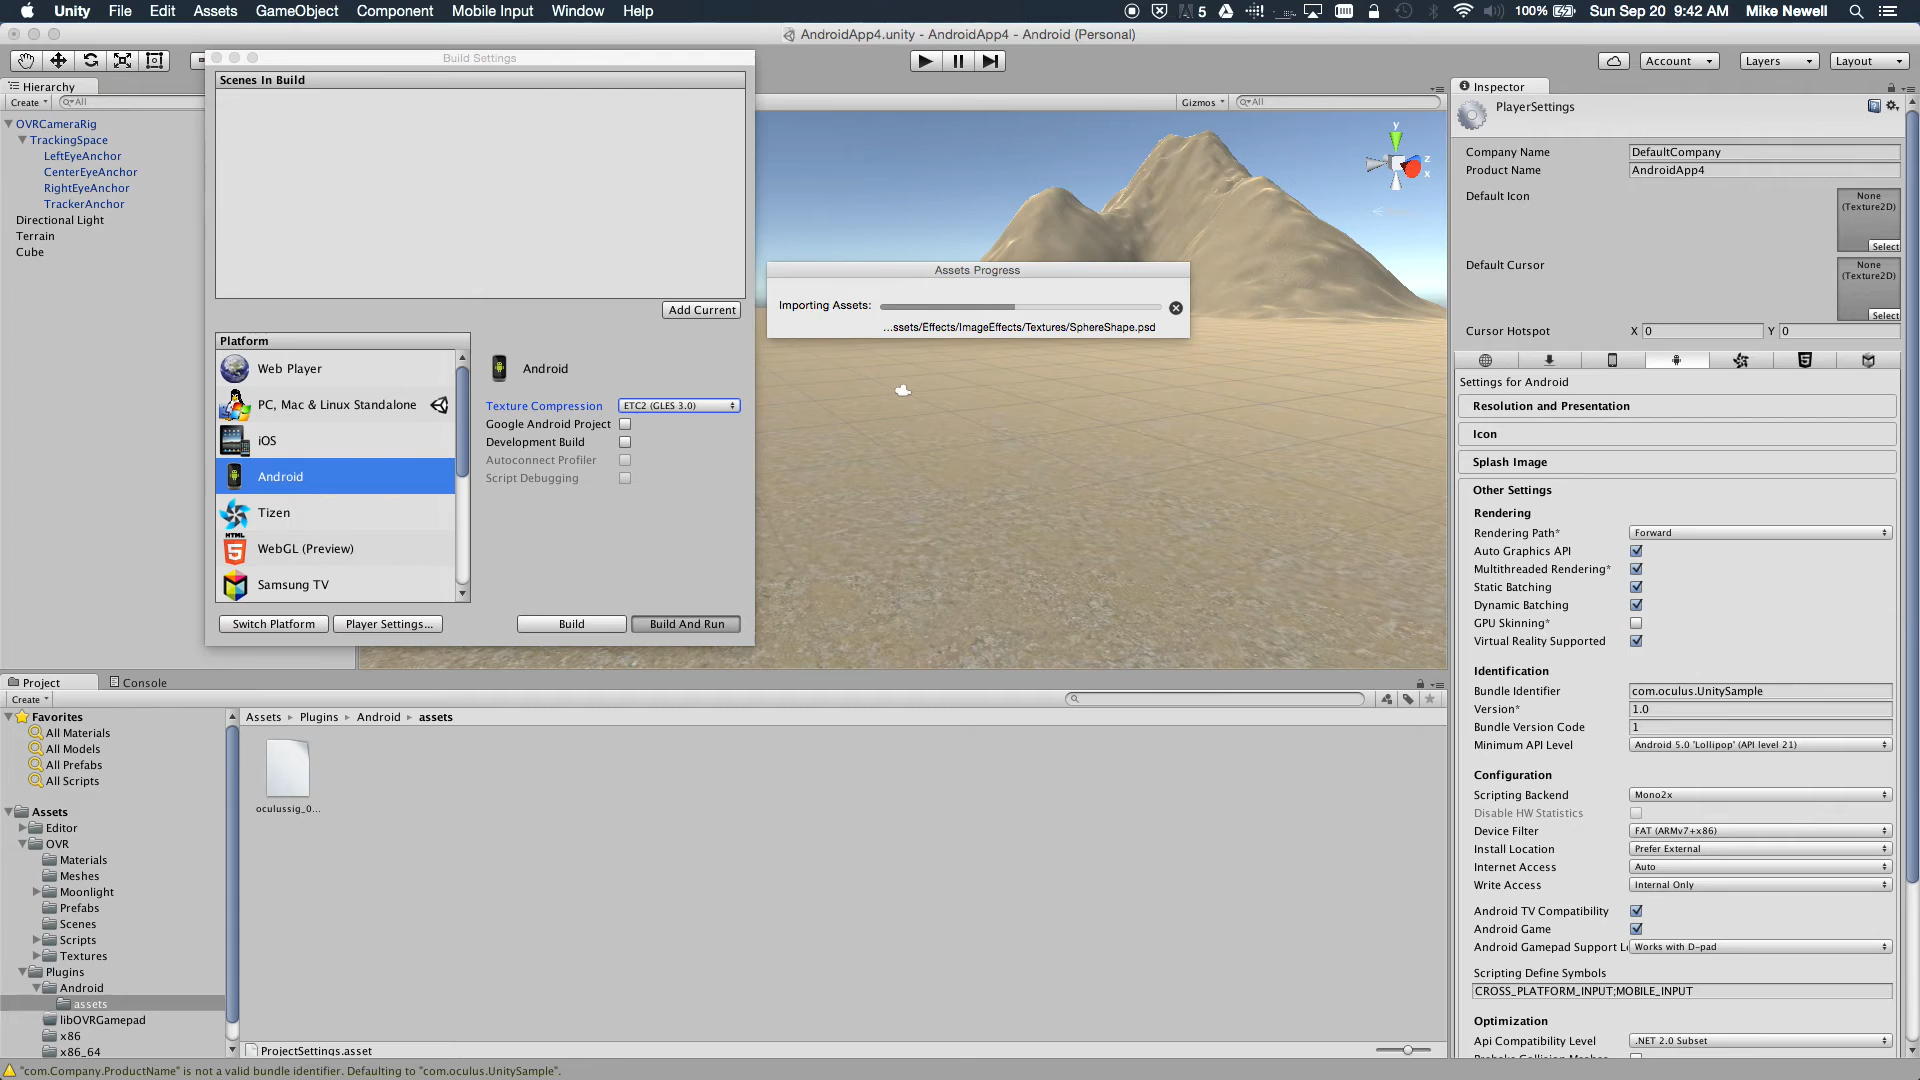 Unity File Edit Assets GameObject Component Mobile Input Window Help
5 100% Sun Sep 20 9:42 AM Mike Newell
AndroidApp4.unity - AndroidApp4 - Android (Personal)
Account Layers Layout
Hierarchy
Create All
OVRCameraRig
TrackingSpace
LeftEyeAnchor
CenterEyeAnchor
RightEyeAnchor
TrackerAnchor
Directional Light
Terrain
Cube
Build Settings
Scenes In Build
Add Current
Platform
Web Player
PC, Mac & Linux Standalone
iOS
Android
Tizen
HTML
5
WebGL (Preview)
Samsung TV
Android
Texture Compression ETC2 (GLES 3.0)
Google Android Project
Development Build
Autoconnect Profiler
Script Debugging
Switch Platform Player Settings... Build Build And Run
Gizmos All
y
z
x
Assets Progress
Importing Assets:
...ssets/Effects/ImageEffects/Textures/SphereShape.psd
Inspector
PlayerSettings
Company Name DefaultCompany
Product Name AndroidApp4
Default Icon None
(Texture2D)
Select
Default Cursor None
(Texture2D)
Select
Cursor Hotspot X 0 Y 0
Settings for Android
Resolution and Presentation
Icon
Splash Image
Other Settings
Rendering
Rendering Path* Forward
Auto Graphics API
Multithreaded Rendering*
Static Batching
Dynamic Batching
GPU Skinning*
Virtual Reality Supported
Identification
Bundle Identifier com.oculus.UnitySample
Version* 1.0
Bundle Version Code 1
Minimum API Level Android 5.0 'Lollipop' (API level 21)
Configuration
Scripting Backend Mono2x
Disable HW Statistics
Device Filter FAT (ARMv7+x86)
Install Location Prefer External
Internet Access Auto
Write Access Internal Only
Android TV Compatibility
Android Game
Android Gamepad Support L Works with D-pad
Scripting Define Symbols
CROSS_PLATFORM_INPUT;MOBILE_INPUT
Optimization
Api Compatibility Level .NET 2.0 Subset
Project Console
Create
Favorites
All Materials
All Models
All Prefabs
All Scripts
Assets
Editor
OVR
Materials
Meshes
Moonlight
Prefabs
Scenes
Scripts
Textures
Plugins
Android
assets
libOVRGamepad
x86
x86_64
Assets Plugins Android assets
oculussig_0...
ProjectSettings.asset
"com.Company.ProductName" is not a valid bundle identifier. Defaulting to "com.oculus.UnitySample".